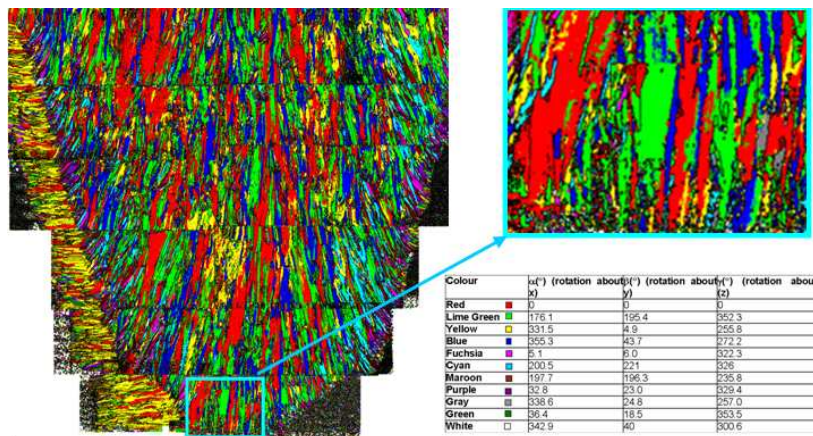 Colour α(°) (rotation about x) β(°) (rotation about y) γ(°) (rotation about z)
Red 0 0 0
Lime Green 176.1 195.4 352.3
Yellow 331.5 4.9 255.8
Blue 355.3 43.7 272.2
Fuchsia 5.1 6.0 322.3
Cyan 200.5 221 326
Maroon 197.7 196.3 235.8
Purple 32.8 23.0 329.4
Gray 338.6 24.8 257.0
Green 36.4 18.5 353.5
White 342.9 40 300.6